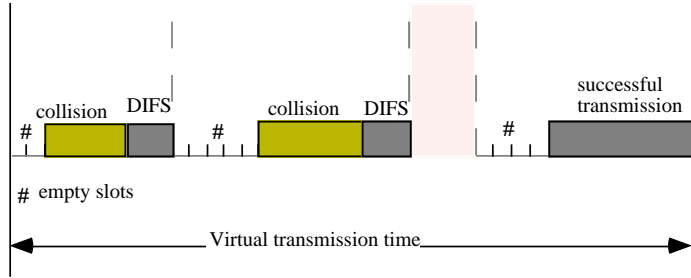 successful
transmission
collision DIFS collision DIFS
# # #
# empty slots
Virtual transmission time